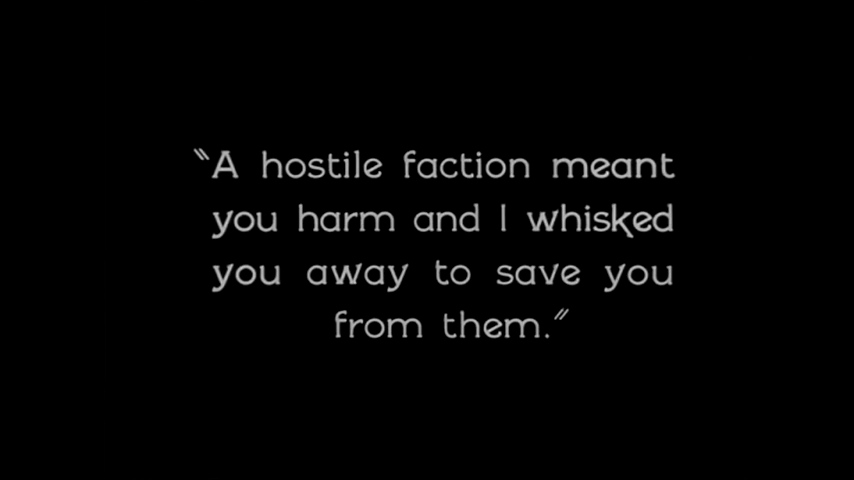 "A hostile faction meant
you harm and I whisked
you away to save you
from them."